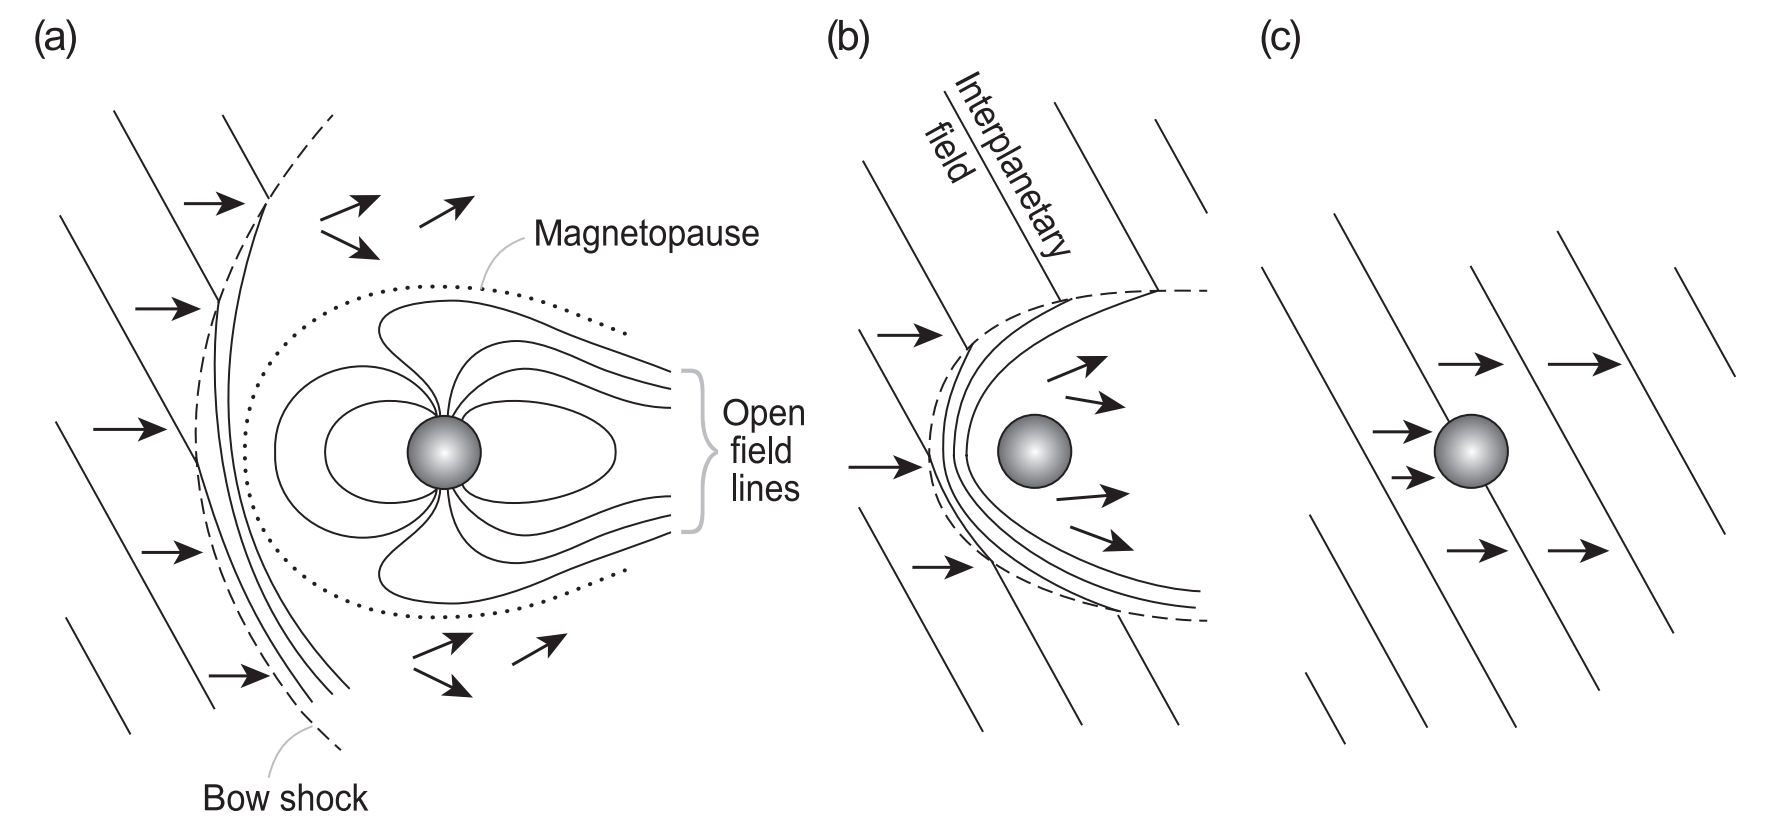 (a)
(b)
(c)
Interplanetary
field
Magnetopause
Open
field
lines
Bow shock